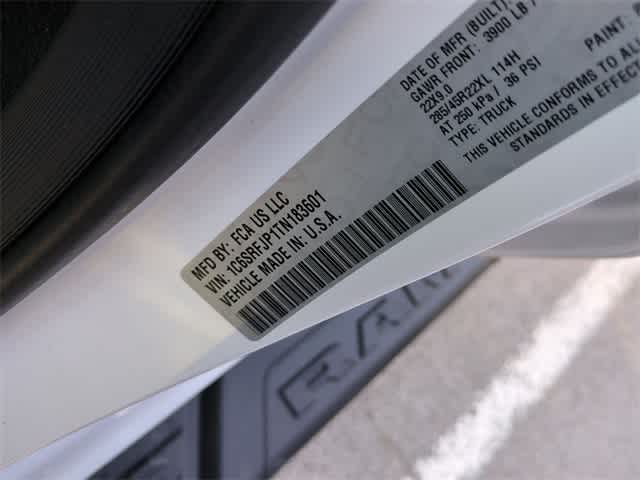 MFD BY: FCA US LLC
VIN: 1C6SRFJP1TN183601
VEHICLE MADE IN: U.S.A.
DATE OF MFR (BUILT):
GAWR FRONT: 3900 LB
22X9.0
285/45R22XL 114H
AT 250 kPa / 36 PSI
TYPE: TRUCK
PAINT:
THIS VEHICLE CONFORMS TO ALL
STANDARDS IN EFFECT